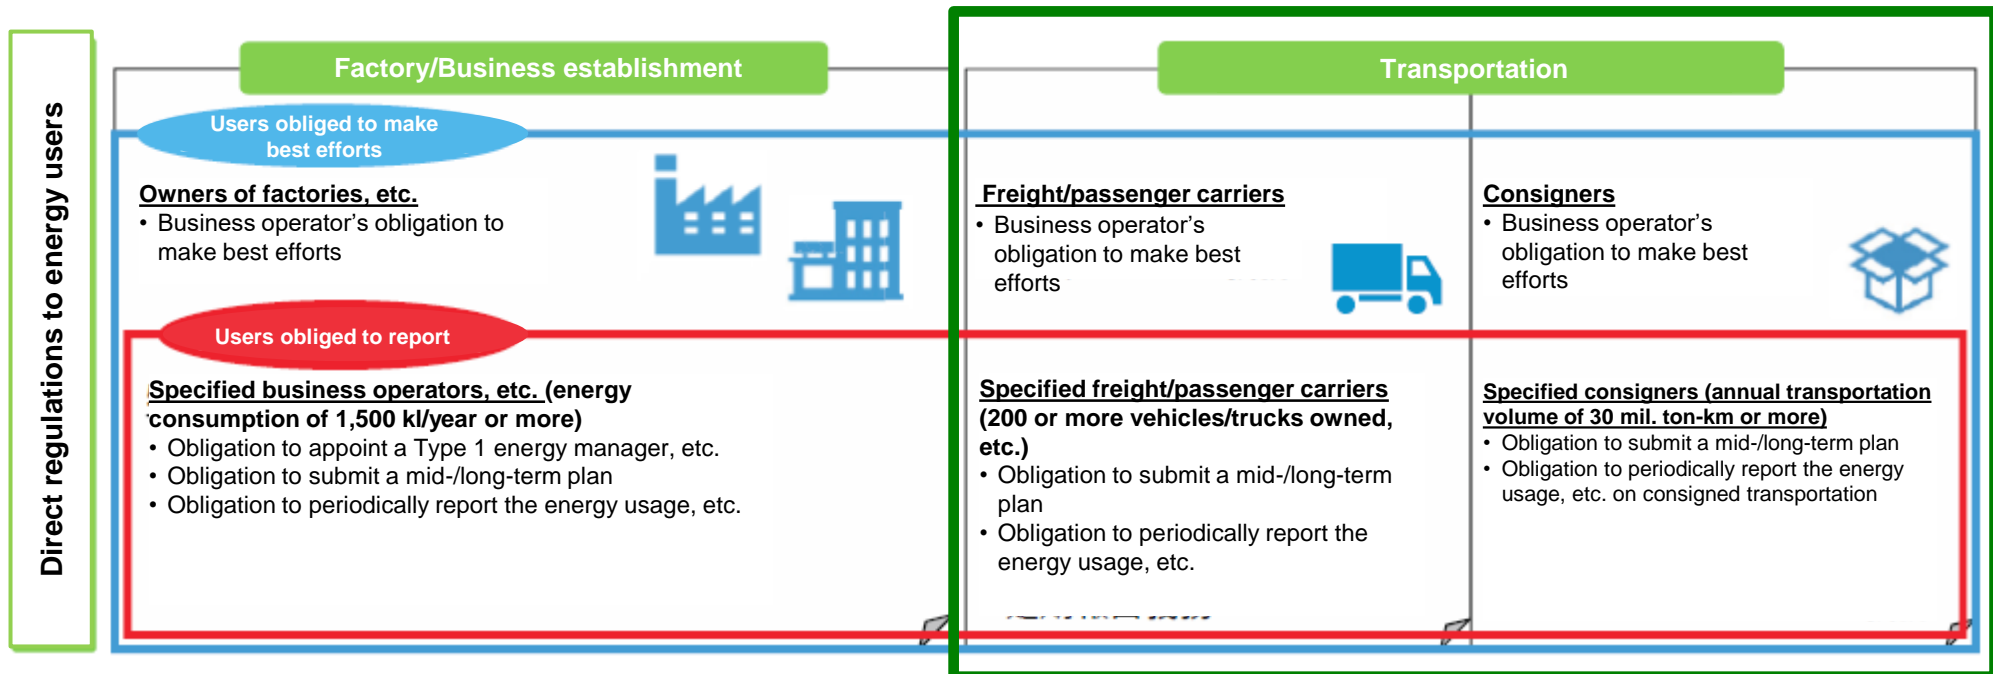 Direct regulations to energy users
Factory/Business establishment
Users obliged to make
best efforts
Owners of factories, etc.
• Business operator’s obligation to
make best efforts
Users obliged to report
Specified business operators, etc. (energy
consumption of 1,500 kl/year or more)
• Obligation to appoint a Type 1 energy manager, etc.
• Obligation to submit a mid-/long-term plan
• Obligation to periodically report the energy usage, etc.
Transportation
Freight/passenger carriers
• Business operator’s
obligation to make best
efforts
Specified freight/passenger carriers
(200 or more vehicles/trucks owned,
etc.)
• Obligation to submit a mid-/long-term
plan
• Obligation to periodically report the
energy usage, etc.
Consigners
• Business operator’s
obligation to make best
efforts
Specified consigners (annual transportation
volume of 30 mil. ton-km or more)
• Obligation to submit a mid-/long-term plan
• Obligation to periodically report the energy
usage, etc. on consigned transportation